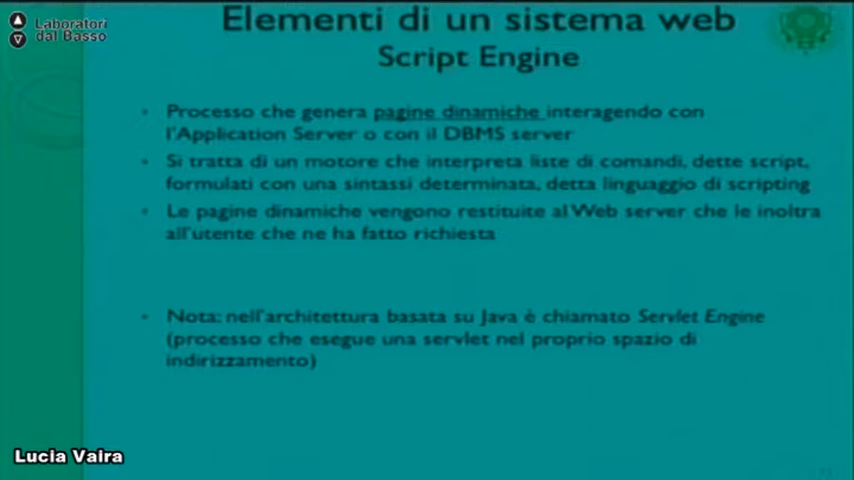 Laboratori
dal Basso
Elementi di un sistema web
Script Engine
• Processo che genera pagine dinamiche interagendo con
l'Application Server o con il DBMS server
• Si tratta di un motore che interpreta liste di comandi, dette script,
formulati con una sintassi determinata, detta linguaggio di scripting
• Le pagine dinamiche vengono restituite al Web server che le inoltra
all'utente che ne ha fatto richiesta
• Nota: nell'architettura basata su Java è chiamato Servlet Engine
(processo che esegue una servlet nel proprio spazio di
indirizzamento)
Lucia Vaira